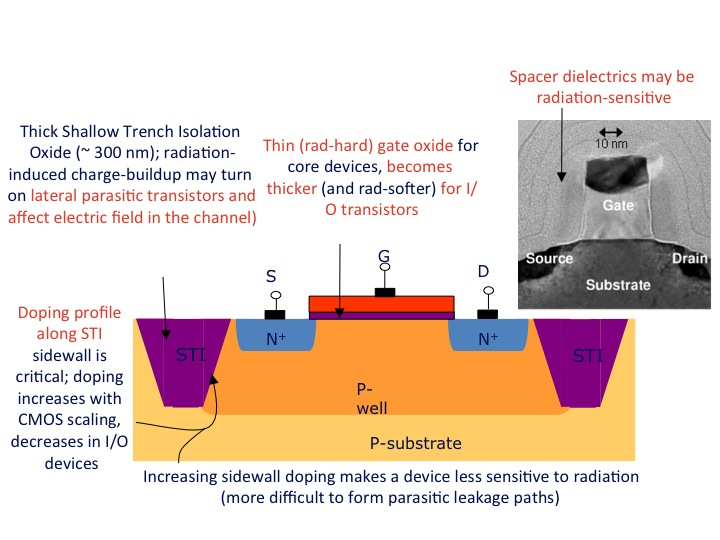 Spacer dielectrics may be
radiation-sensitive
Thick Shallow Trench Isolation
Oxide (~ 300 nm); radiation-
induced charge-buildup may turn
on lateral parasitic transistors and
affect electric field in the channel)
Thin (rad-hard) gate oxide for
core devices, becomes
thicker (and rad-softer) for I/
O transistors
10 nm
Gate
Source
Drain
Substrate
S
G
D
Doping profile
along STI
sidewall is
critical; doping
increases with
CMOS scaling,
decreases in I/O
devices
STI
N+
N+
STI
P-
well
P-substrate
Increasing sidewall doping makes a device less sensitive to radiation
(more difficult to form parasitic leakage paths)